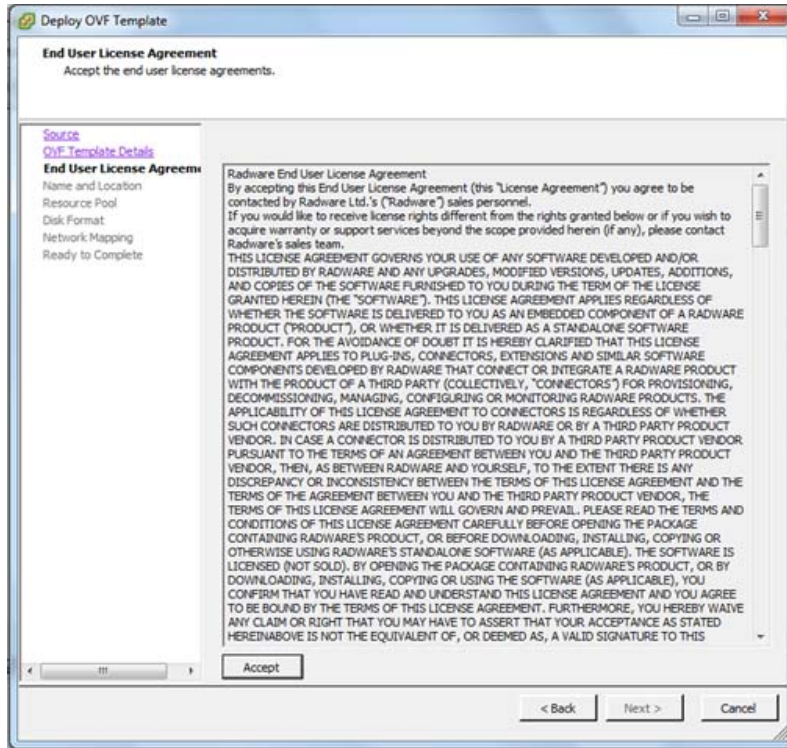 Deploy OVF Template
End User License Agreement
Accept the end user license agreements.
Source
OVF Template Details
End User License Agreem
Name and Location
Resource Pool
Disk Format
Network Mapping
Ready to Complete
Radware End User License Agreement
By accepting this End User License Agreement (this "License Agreement") you agree to be
contacted by Radware Ltd.'s ("Radware") sales personnel.
If you would like to receive license rights different from the rights granted below or if you wish to
acquire warranty or support services beyond the scope provided herein (if any), please contact
Radware's sales team.
THIS LICENSE AGREEMENT GOVERNS YOUR USE OF ANY SOFTWARE DEVELOPED AND/OR
DISTRIBUTED BY RADWARE AND ANY UPGRADES, MODIFIED VERSIONS, UPDATES, ADDITIONS,
AND COPIES OF THE SOFTWARE FURNISHED TO YOU DURING THE TERM OF THE LICENSE
GRANTED HEREIN (THE "SOFTWARE"). THIS LICENSE AGREEMENT APPLIES REGARDLESS OF
WHETHER THE SOFTWARE IS DELIVERED TO YOU AS AN EMBEDDED COMPONENT OF A RADWARE
PRODUCT ("PRODUCT"), OR WHETHER IT IS DELIVERED AS A STANDALONE SOFTWARE
PRODUCT. FOR THE AVOIDANCE OF DOUBT IT IS HEREBY CLARIFIED THAT THIS LICENSE
AGREEMENT APPLIES TO PLUG-INS, CONNECTORS, EXTENSIONS AND SIMILAR SOFTWARE
COMPONENTS DEVELOPED BY RADWARE THAT CONNECT OR INTEGRATE A RADWARE PRODUCT
WITH THE PRODUCT OF A THIRD PARTY (COLLECTIVELY, "CONNECTORS") FOR PROVISIONING,
DECOMMISSIONING, MANAGING, CONFIGURING OR MONITORING RADWARE PRODUCTS. THE
APPLICABILITY OF THIS LICENSE AGREEMENT TO CONNECTORS IS REGARDLESS OF WHETHER
SUCH CONNECTORS ARE DISTRIBUTED TO YOU BY RADWARE OR BY A THIRD PARTY PRODUCT
VENDOR. IN CASE A CONNECTOR IS DISTRIBUTED TO YOU BY A THIRD PARTY PRODUCT VENDOR
PURSUANT TO THE TERMS OF AN AGREEMENT BETWEEN YOU AND THE THIRD PARTY PRODUCT
VENDOR, THEN, AS BETWEEN RADWARE AND YOURSELF, TO THE EXTENT THERE IS ANY
DISCREPANCY OR INCONSISTENCY BETWEEN THE TERMS OF THIS LICENSE AGREEMENT AND THE
TERMS OF THE AGREEMENT BETWEEN YOU AND THE THIRD PARTY PRODUCT VENDOR, THE
TERMS OF THIS LICENSE AGREEMENT WILL GOVERN AND PREVAIL. PLEASE READ THE TERMS AND
CONDITIONS OF THIS LICENSE AGREEMENT CAREFULLY BEFORE OPENING THE PACKAGE
CONTAINING RADWARE'S PRODUCT, OR BEFORE DOWNLOADING, INSTALLING, COPYING OR
OTHERWISE USING RADWARE'S STANDALONE SOFTWARE (AS APPLICABLE). THE SOFTWARE IS
LICENSED (NOT SOLD). BY OPENING THE PACKAGE CONTAINING RADWARE'S PRODUCT, OR BY
DOWNLOADING, INSTALLING, COPYING OR USING THE SOFTWARE (AS APPLICABLE), YOU
CONFIRM THAT YOU HAVE READ AND UNDERSTAND THIS LICENSE AGREEMENT AND YOU AGREE
TO BE BOUND BY THE TERMS OF THIS LICENSE AGREEMENT. FURTHERMORE, YOU HEREBY WAIVE
ANY CLAIM OR RIGHT THAT YOU MAY HAVE TO ASSERT THAT YOUR ACCEPTANCE AS STATED
HEREINABOVE IS NOT THE EQUIVALENT OF, OR DEEMED AS, A VALID SIGNATURE TO THIS
Accept
< Back
Next >
Cancel